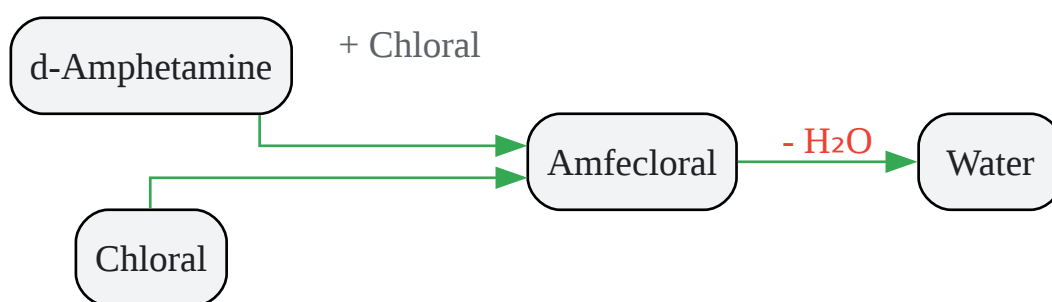 d-Amphetamine
+ Chloral
Amfecloral
- H₂O
Water
Chloral